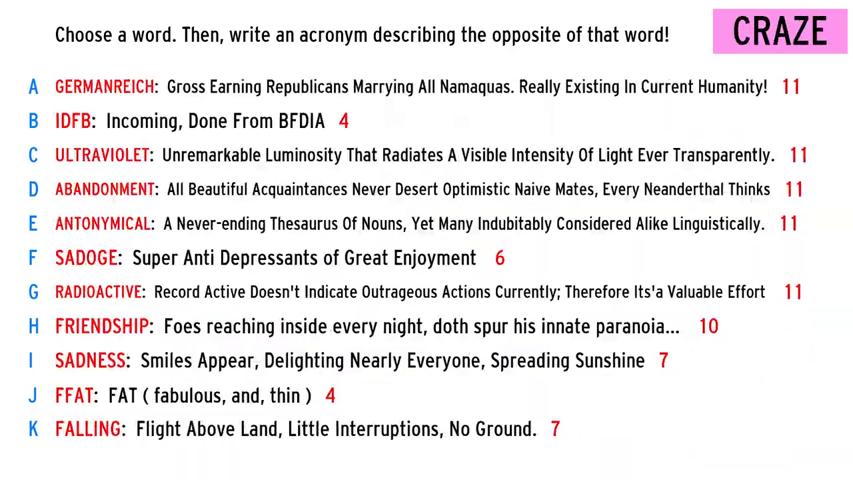 Choose a word. Then, write an acronym describing the opposite of that word!
CRAZE
A GERMANREICH: Gross Earning Republicans Marrying All Namaquas. Really Existing In Current Humanity! 11
B IDFB: Incoming, Done From BFDIA 4
C ULTRAVIOLET: Unremarkable Luminosity That Radiates A Visible Intensity Of Light Ever Transparently. 11
D ABANDONMENT: All Beautiful Acquaintances Never Desert Optimistic Naive Mates, Every Neanderthal Thinks 11
E ANTONYMICAL: A Never-ending Thesaurus Of Nouns, Yet Many Indubitably Considered Alike Linguistically. 11
F SADOGE: Super Anti Depressants of Great Enjoyment 6
G RADIOACTIVE: Record Active Doesn't Indicate Outrageous Actions Currently; Therefore Its'a Valuable Effort 11
H FRIENDSHIP: Foes reaching inside every night, doth spur his innate paranoia... 10
I SADNESS: Smiles Appear, Delighting Nearly Everyone, Spreading Sunshine 7
J FFAT: FAT ( fabulous, and, thin ) 4
K FALLING: Flight Above Land, Little Interruptions, No Ground. 7